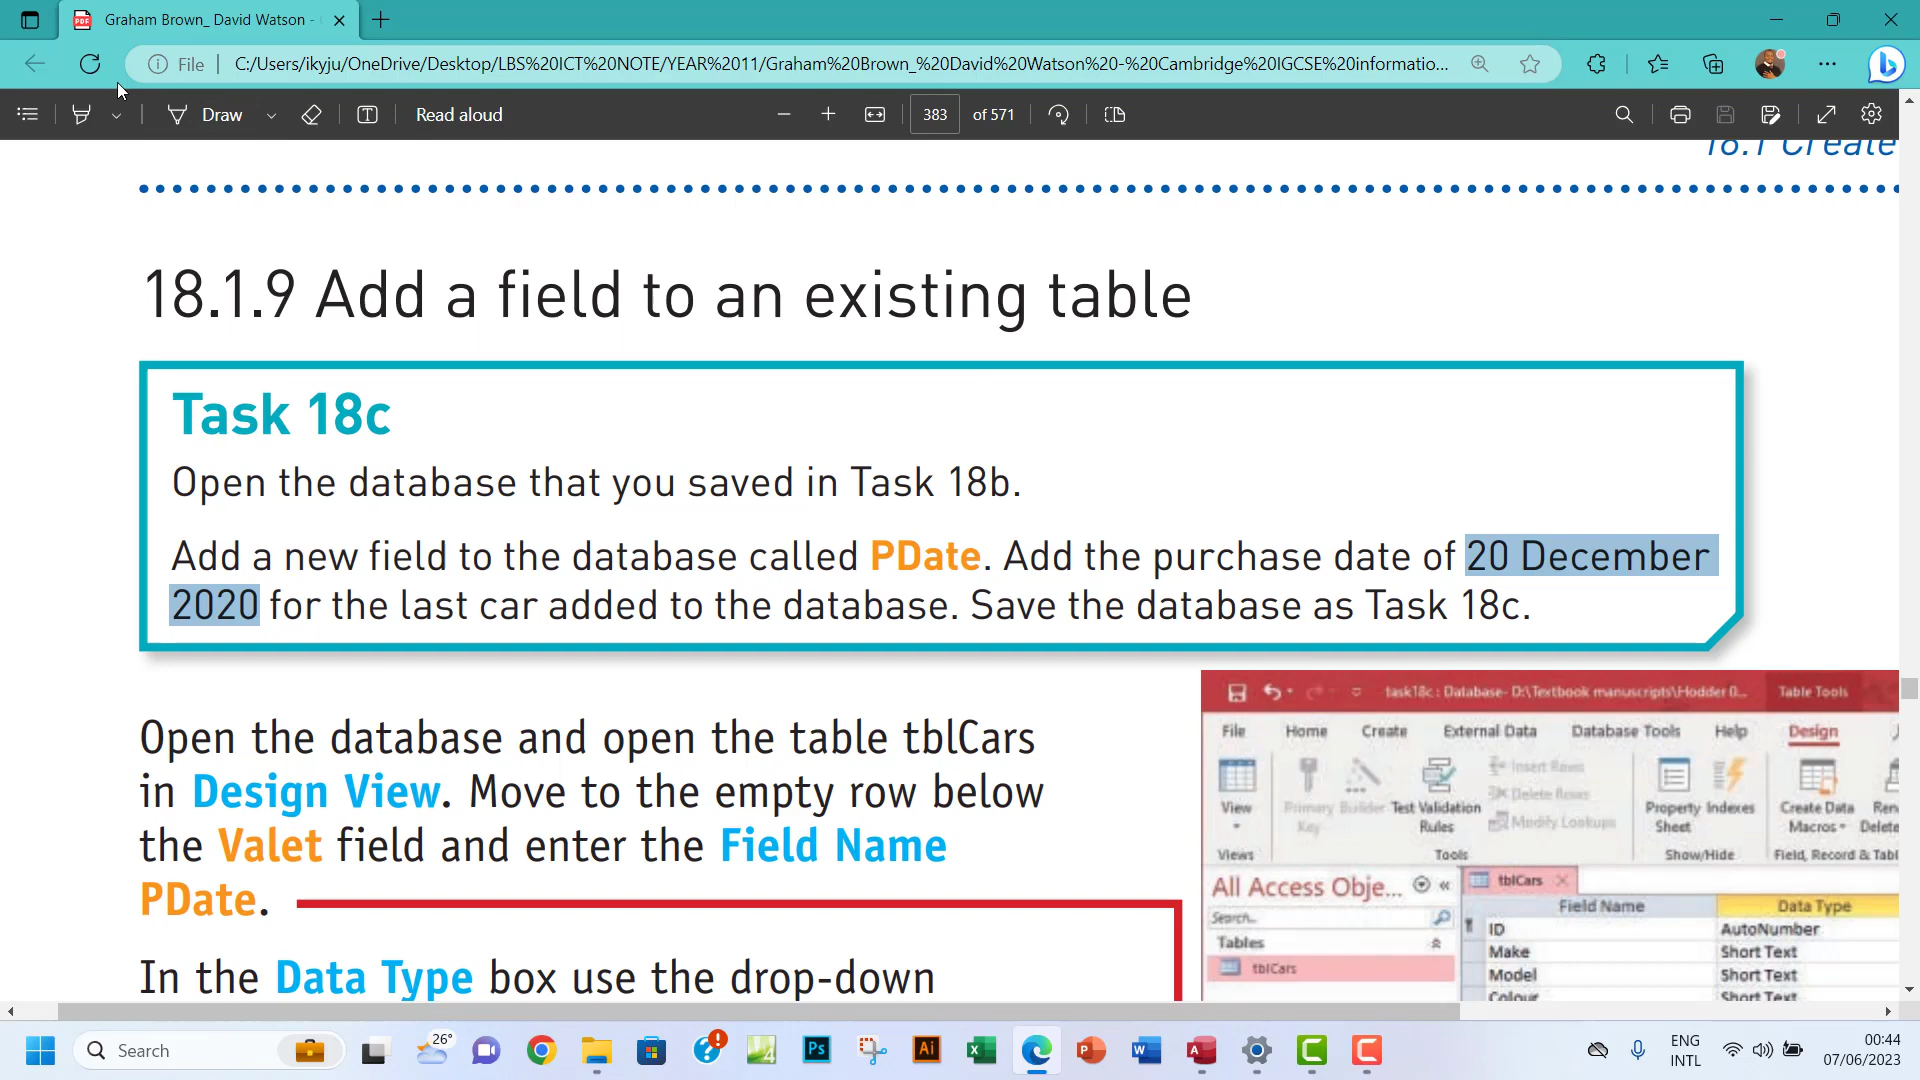 Graham Brown_ David Watson -
File
C:/Users/ikyju/OneDrive/Desktop/LBS%20ICT%20NOTE/YEAR%2011/Graham%20Brown_%20David%20Watson%20-%20Cambridge%20IGCSE%20informatio...
Draw
Read aloud
383
of 571
18.1 Create
18.1.9 Add a field to an existing table
Task 18c
Open the database that you saved in Task 18b.
Add a new field to the database called PDate. Add the purchase date of 20 December
2020 for the last car added to the database. Save the database as Task 18c.
Open the database and open the table tblCars
in Design View. Move to the empty row below
the Valet field and enter the Field Name
PDate.
In the Data Type box use the drop-down
task18c : Database- D:\Textbook manuscripts\Hodder 0...
Table Tools
File Home Create External Data Database Tools Help Design
View
Primary Key
Builder
Test Validation Rules
Insert Rows
Delete Rows
Modify Lookups
Property Sheet
Indexes
Create Data Macros
Views
Tools
Show/Hide
Field, Record & Tabl
All Access Obje...
Search..
Tables
tblCars
tblCars
Field Name Data Type
ID AutoNumber
Make Short Text
Model Short Text
Colour Short Text
Search
26°
Ps
Ai
ENG
INTL
00:44
07/06/2023